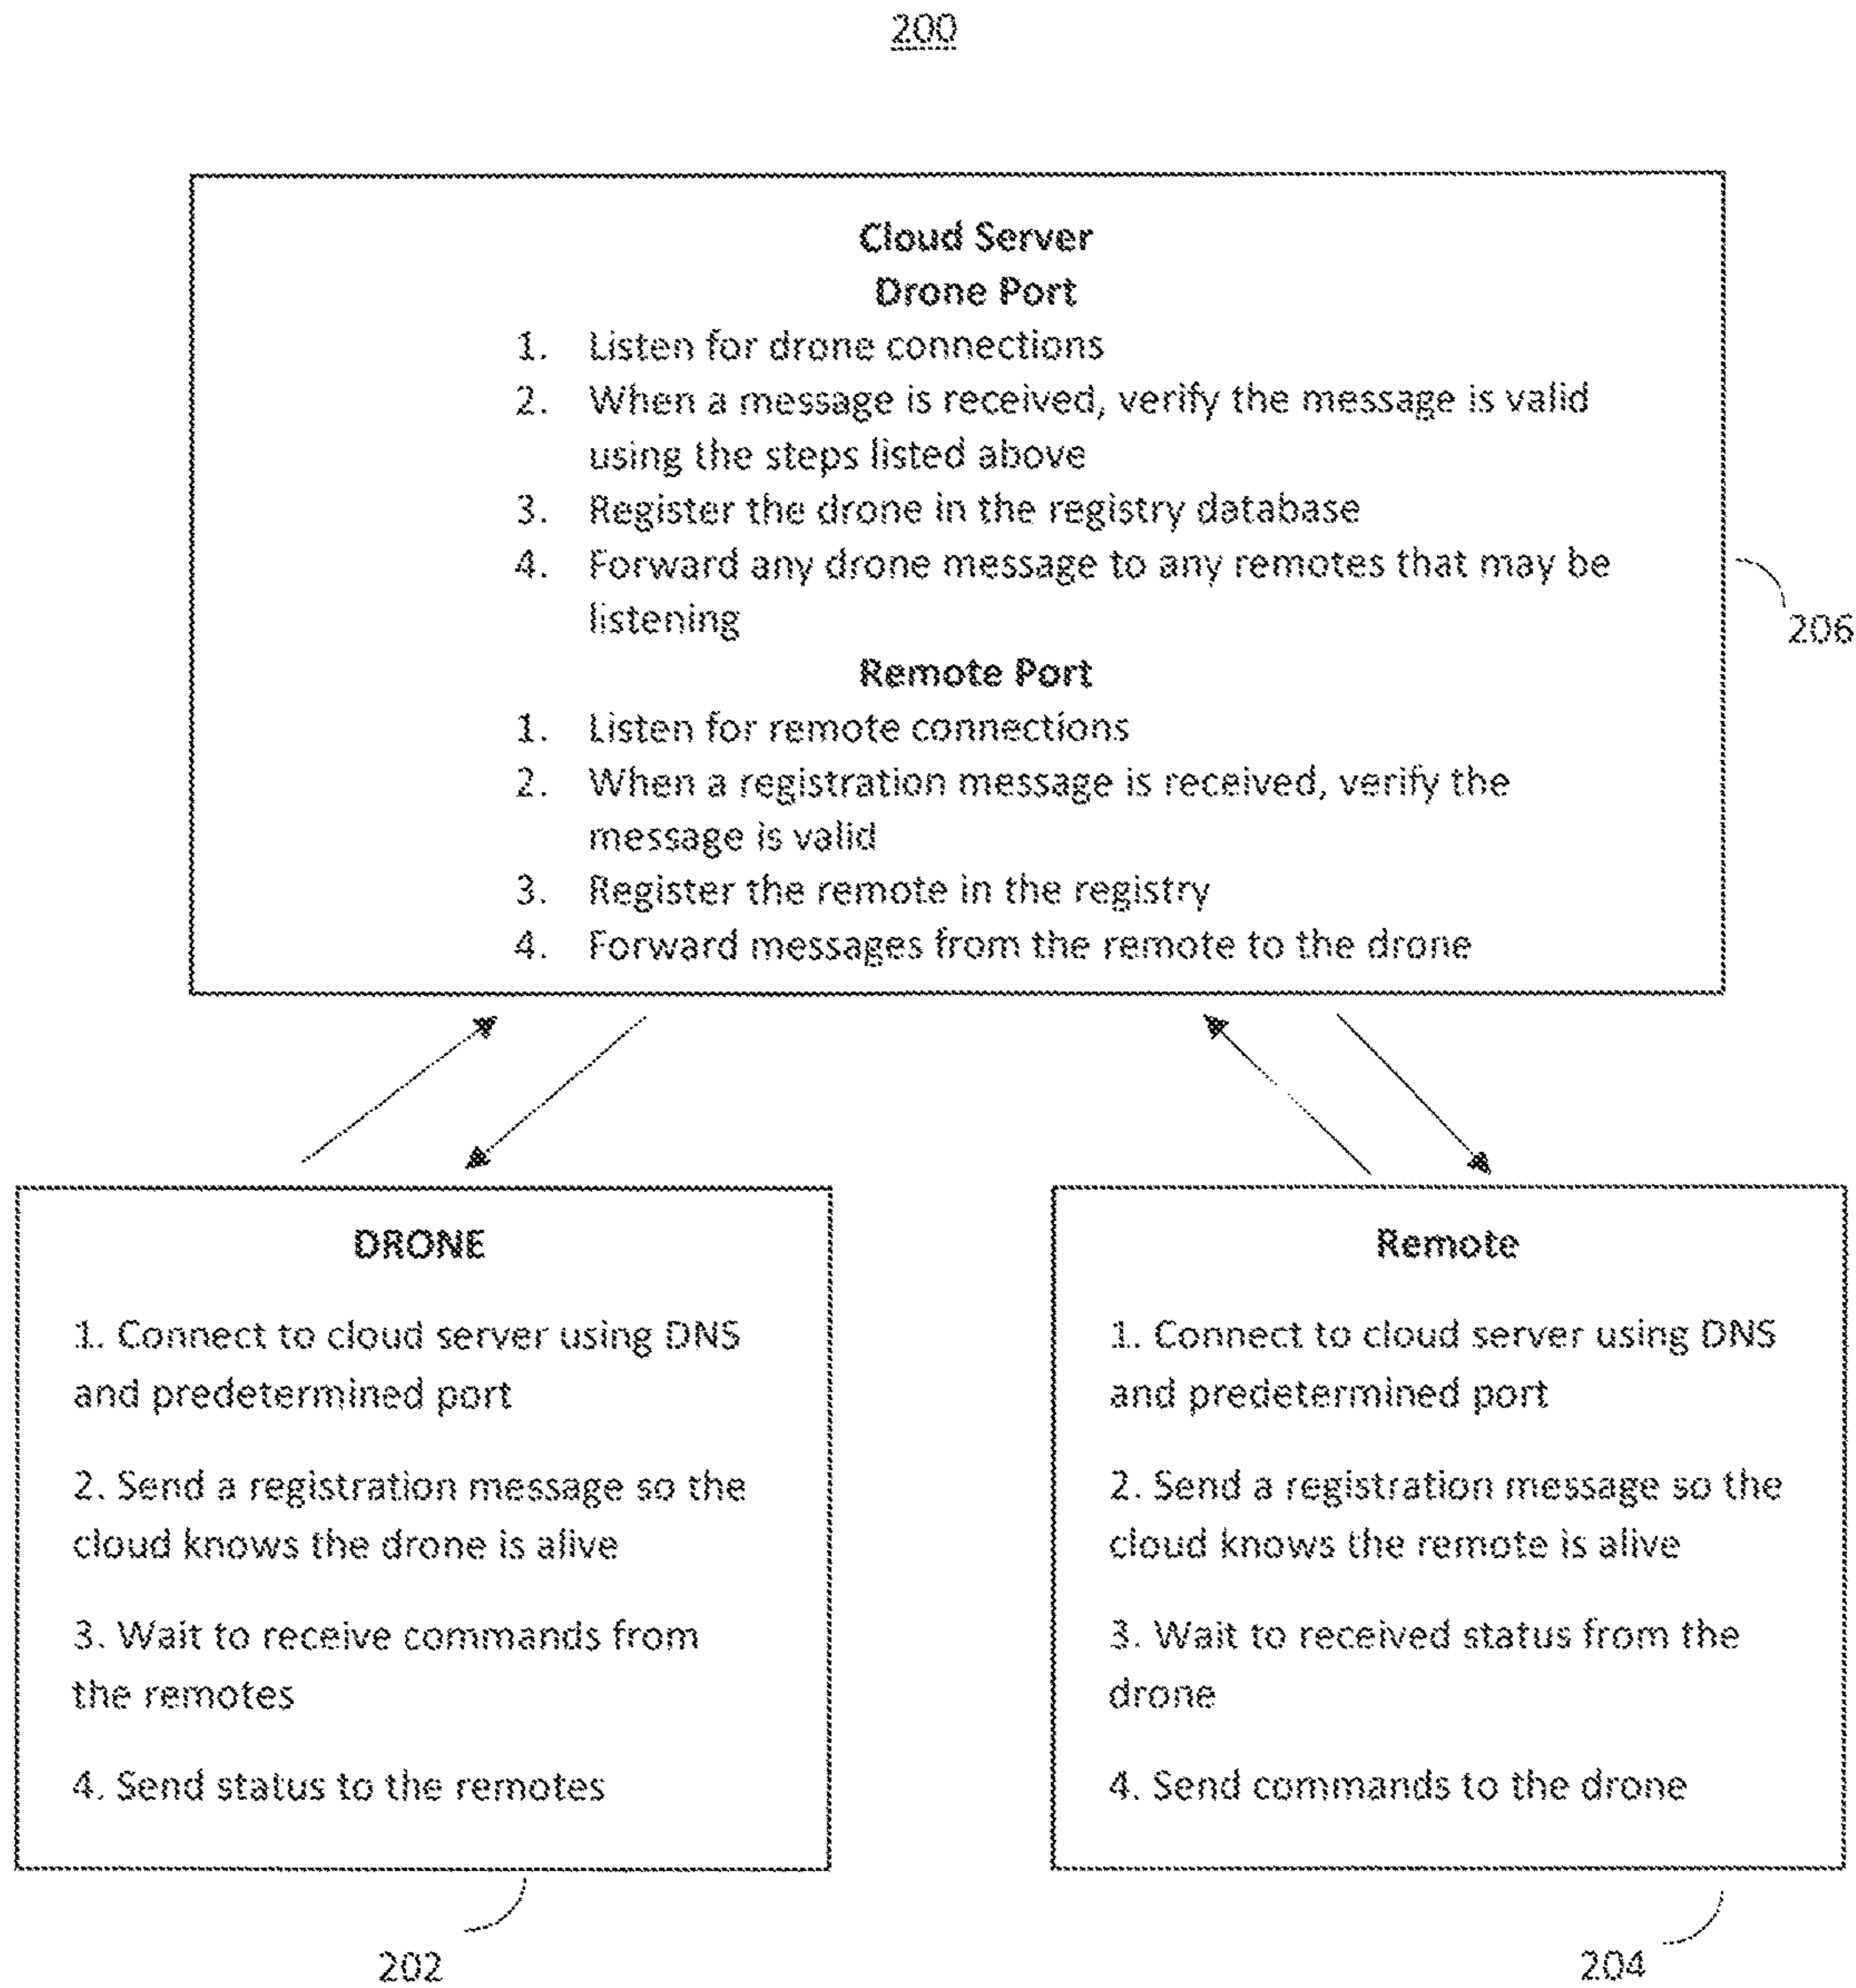 200
Cloud Server
Drone Port
1. Listen for drone connections
2. When a message is received, verify the message is valid
using the steps listed above
3. Register the drone in the registry database
4. Forward any drone message to any remotes that may be
listening
Remote Port
1. Listen for remote connections
2. When a registration message is received, verify the
message is valid
3. Register the remote in the registry
4. Forward messages from the remote to the drone
206
DRONE
1. Connect to cloud server using DNS
and predetermined port
2. Send a registration message so the
cloud knows the drone is alive
3. Wait to receive commands from
the remotes
4. Send status to the remotes
202
Remote
1. Connect to cloud server using DNS
and predetermined port
2. Send a registration message so the
cloud knows the remote is alive
3. Wait to received status from the
drone
4. Send commands to the drone
204